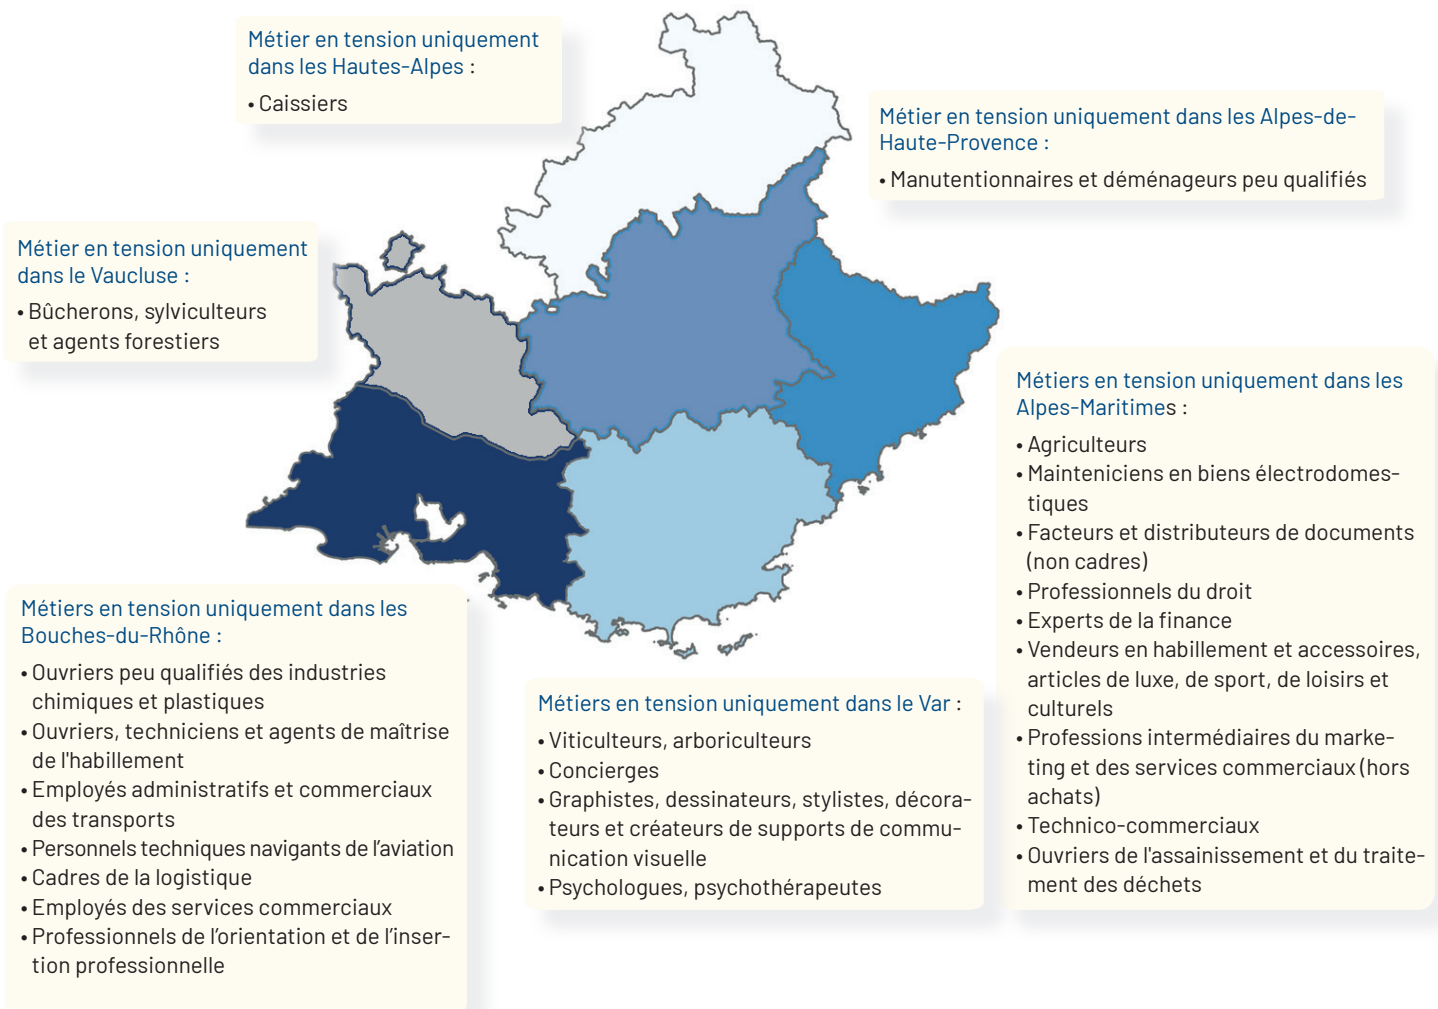 Métier en tension uniquement
dans les Hautes-Alpes :
• Caissiers
Métier en tension uniquement dans les Alpes-de-
Haute-Provence :
• Manutentionnaires et déménageurs peu qualifiés
Métier en tension uniquement
dans le Vaucluse :
• Bûcherons, sylviculteurs
et agents forestiers
Métiers en tension uniquement dans les
Alpes-Maritimes :
• Agriculteurs
• Mainteniciens en biens électrodomes-
tiques
• Facteurs et distributeurs de documents
(non cadres)
• Professionnels du droit
• Experts de la finance
• Vendeurs en habillement et accessoires,
articles de luxe, de sport, de loisirs et
culturels
• Professions intermédiaires du marke-
ting et des services commerciaux (hors
achats)
• Technico-commerciaux
• Ouvriers de l'assainissement et du traite-
ment des déchets
Métiers en tension uniquement dans les
Bouches-du-Rhône :
• Ouvriers peu qualifiés des industries
chimiques et plastiques
• Ouvriers, techniciens et agents de maîtrise
de l'habillement
• Employés administratifs et commerciaux
des transports
• Personnels techniques navigants de l’aviation
• Cadres de la logistique
• Employés des services commerciaux
• Professionnels de l’orientation et de l’inser-
tion professionnelle
Métiers en tension uniquement dans le Var :
• Viticulteurs, arboriculteurs
• Concierges
• Graphistes, dessinateurs, stylistes, décora-
teurs et créateurs de supports de commu-
nication visuelle
• Psychologues, psychothérapeutes